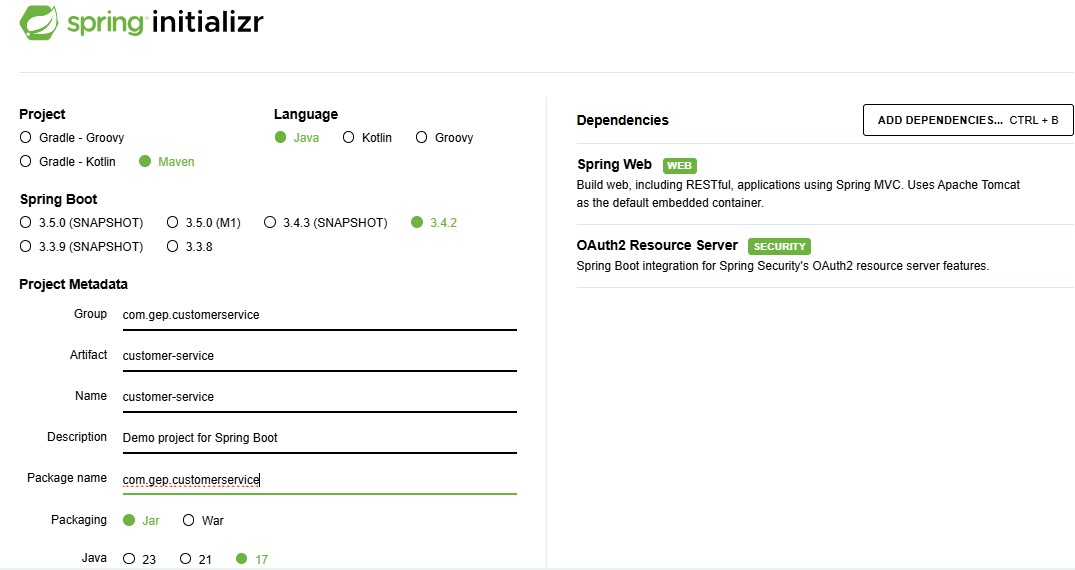 spring initializr
Project
Gradle - Groovy
Gradle - Kotlin Maven
Language
Java Kotlin Groovy
Spring Boot
3.5.0 (SNAPSHOT) 3.5.0 (M1) 3.4.3 (SNAPSHOT) 3.4.2
3.3.9 (SNAPSHOT) 3.3.8
Project Metadata
Group com.gep.customerservice
Artifact customer-service
Name customer-service
Description Demo project for Spring Boot
Package name com.gep.customerservice
Packaging Jar War
Java 23 21 17
Dependencies ADD DEPENDENCIES... CTRL + B
Spring Web WEB
Build web, including RESTful, applications using Spring MVC. Uses Apache Tomcat
as the default embedded container.
OAuth2 Resource Server SECURITY
Spring Boot integration for Spring Security's OAuth2 resource server features.